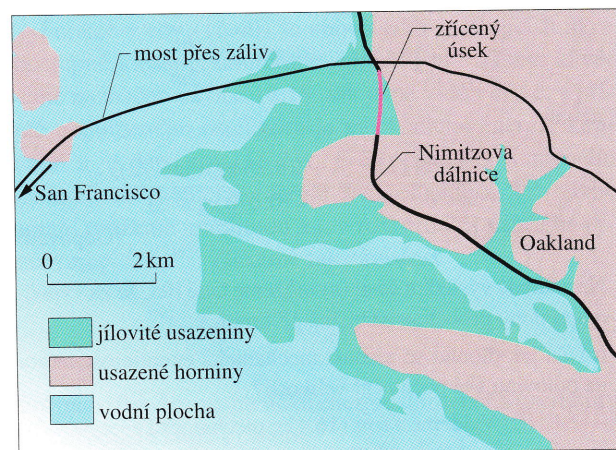 zřícený
úsek
most přes záliv
Nimitzova
dálnice
San Francisco
Oakland
0 2 km
jílovité usazeniny
usazené horniny
vodní plocha